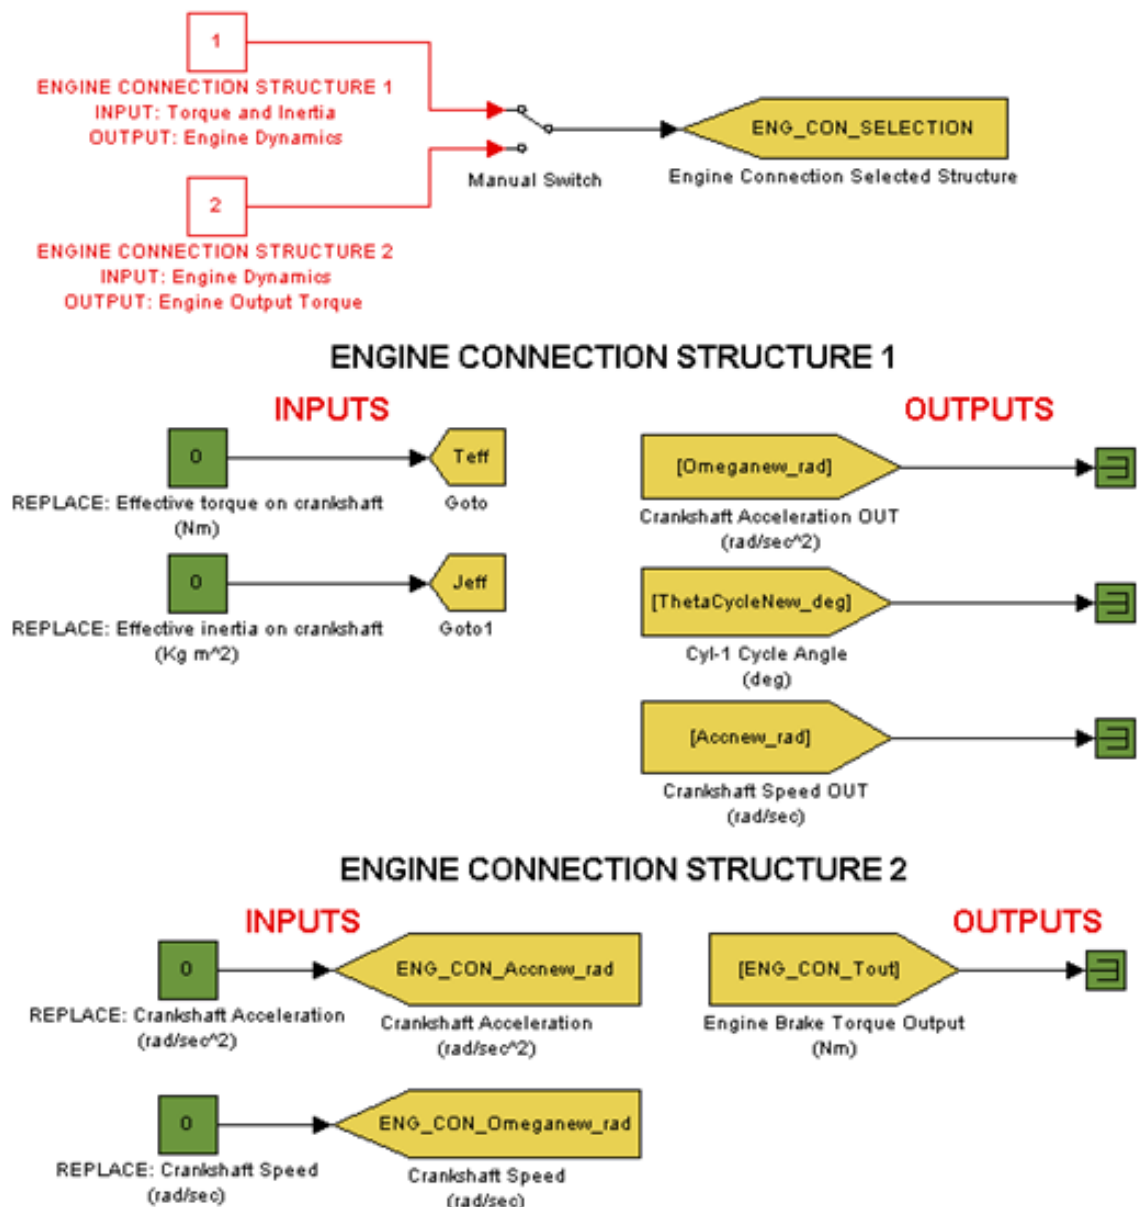 1
ENGINE CONNECTION STRUCTURE 1
INPUT: Torque and Inertia
OUTPUT: Engine Dynamics
2
ENGINE CONNECTION STRUCTURE 2
INPUT: Engine Dynamics
OUTPUT: Engine Output Torque
Manual Switch
ENG_CON_SELECTION
Engine Connection Selected Structure
ENGINE CONNECTION STRUCTURE 1
INPUTS
0
REPLACE: Effective torque on crankshaft
(Nm)
Teff
Goto
0
REPLACE: Effective inertia on crankshaft
(Kg m^2)
Jeff
Goto1
OUTPUTS
[Omeganew_rad]
Crankshaft Acceleration OUT
(rad/sec^2)
[ThetaCycleNew_deg]
Cyl-1 Cycle Angle
(deg)
[Accnew_rad]
Crankshaft Speed OUT
(rad/sec)
ENGINE CONNECTION STRUCTURE 2
INPUTS
0
REPLACE: Crankshaft Acceleration
(rad/sec^2)
ENG_CON_Accnew_rad
Crankshaft Acceleration
(rad/sec^2)
0
REPLACE: Crankshaft Speed
(rad/sec)
ENG_CON_Omeganew_rad
Crankshaft Speed
(rad/sec)
OUTPUTS
[ENG_CON_Tout]
Engine Brake Torque Output
(Nm)